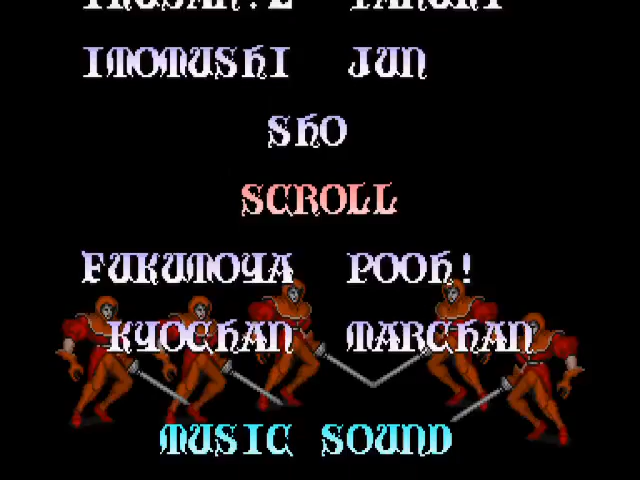 IMOMUSHI JUN
SHO
SCROLL
FUKUMOYA POOH!
KYOCHAN MARCHAN
MUSIC SOUND